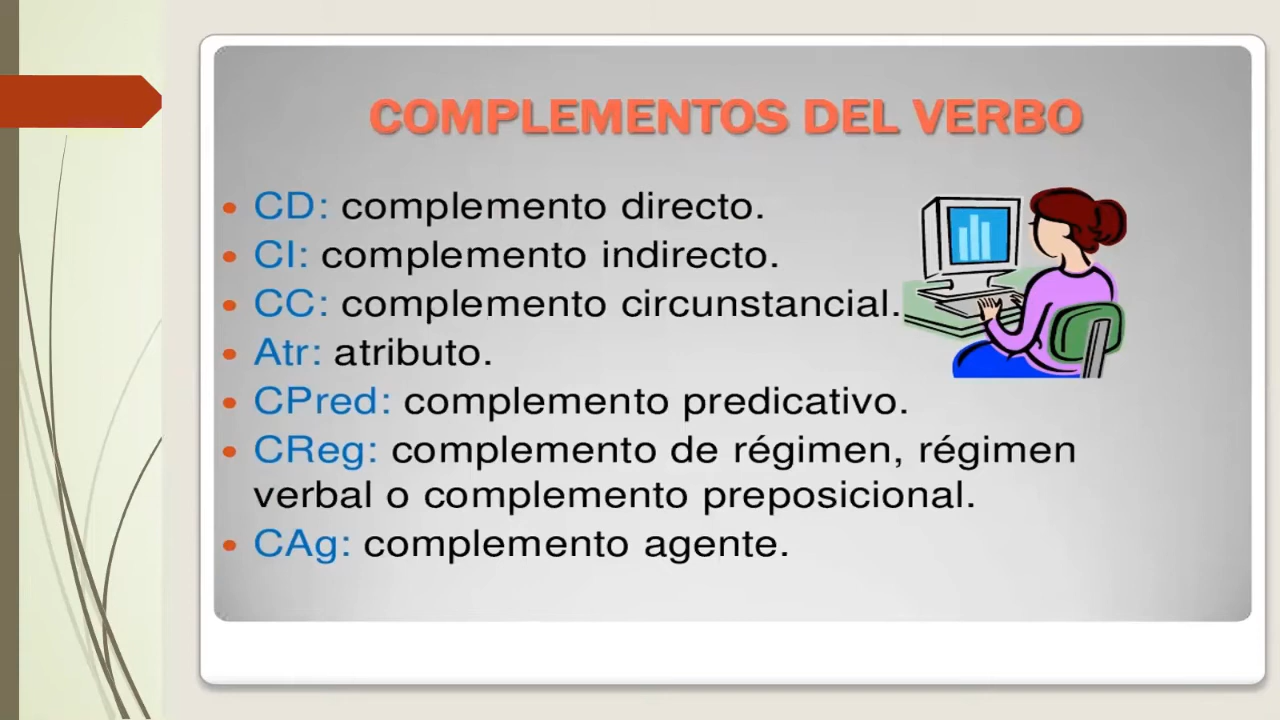 COMPLEMENTOS DEL VERBO
• CD: complemento directo.
• CI: complemento indirecto.
• CC: complemento circunstancial.
• Atr: atributo.
• CPred: complemento predicativo.
• CReg: complemento de régimen, régimen
verbal o complemento preposicional.
• CAg: complemento agente.